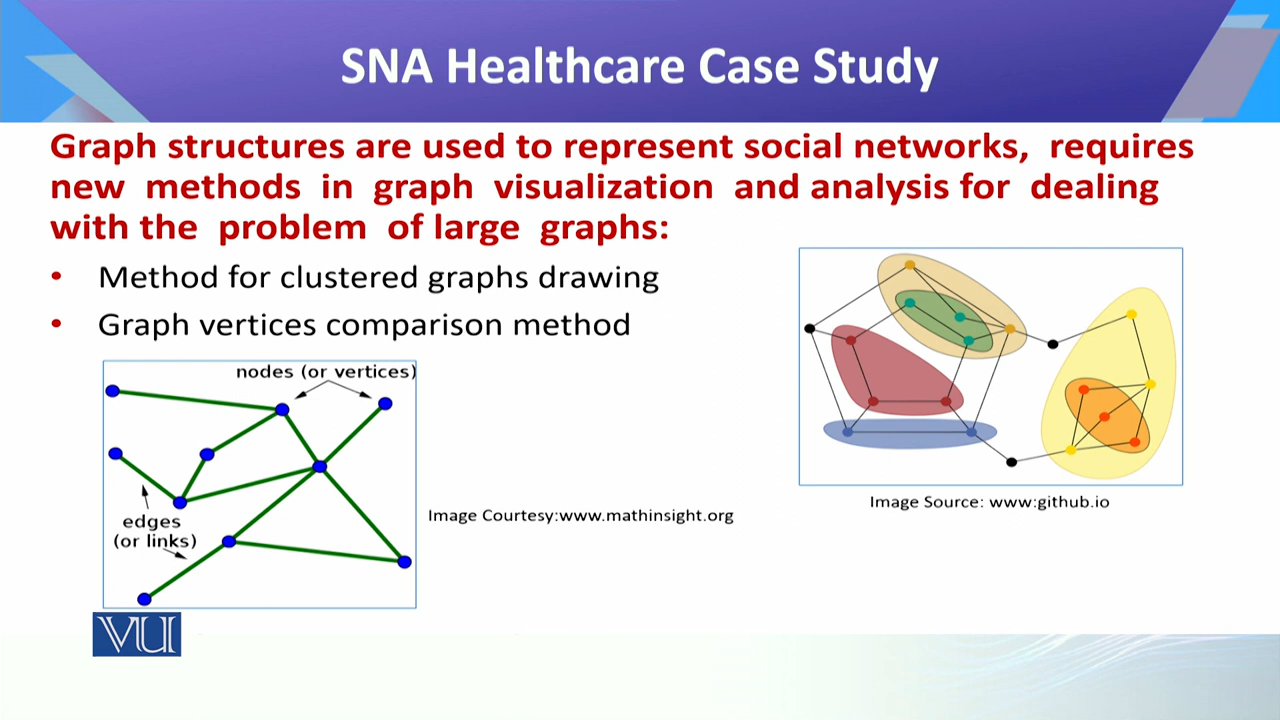 SNA Healthcare Case Study
Graph structures are used to represent social networks, requires
new methods in graph visualization and analysis for dealing
with the problem of large graphs:
• Method for clustered graphs drawing
• Graph vertices comparison method
nodes (or vertices)
edges
(or links)
Image Courtesy:www.mathinsight.org
Image Source: www:github.io
VU